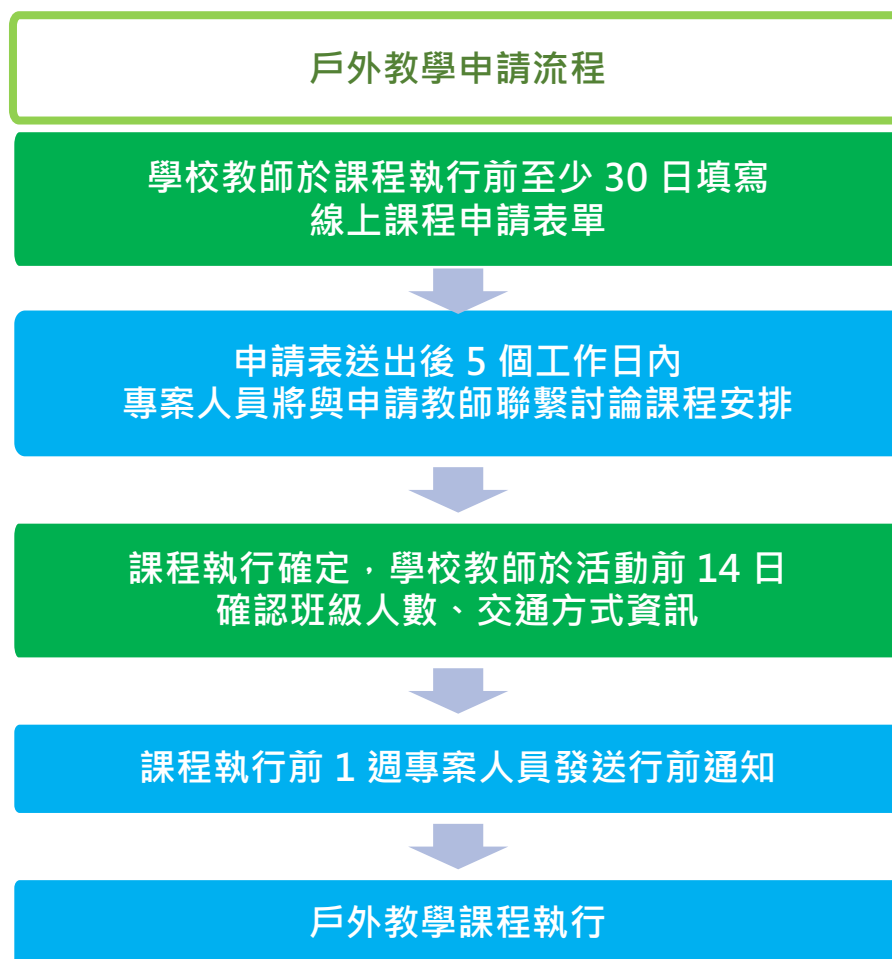 戶外教學申請流程
學校教師於課程執行前至少 30 日填寫
線上課程申請表單
申請表送出後 5 個工作日內
專案人員將與申請教師聯繫討論課程安排
課程執行確定，學校教師於活動前 14 日
確認班級人數、交通方式資訊
課程執行前 1 週專案人員發送行前通知
戶外教學課程執行